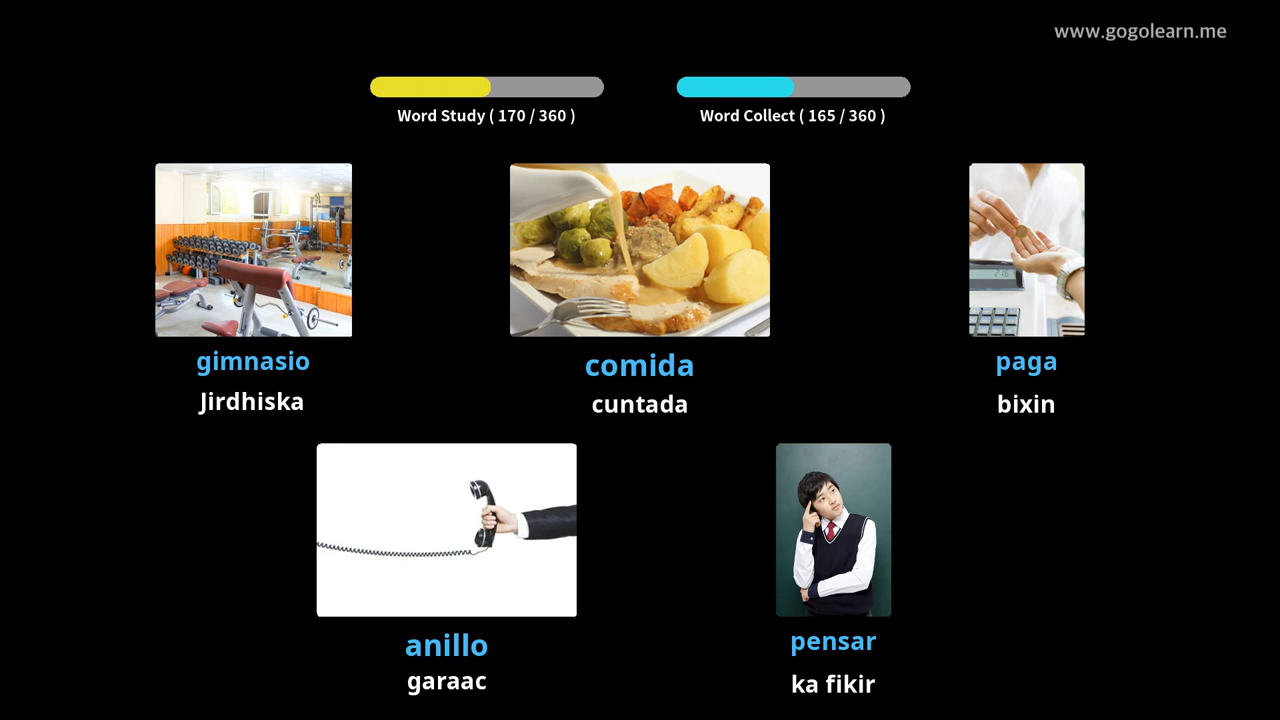 www.gogolearn.me
Word Study ( 170 / 360 )
Word Collect ( 165 / 360 )
gimnasio
Jirdhiska
comida
cuntada
paga
bixin
anillo
garaac
pensar
ka fikir